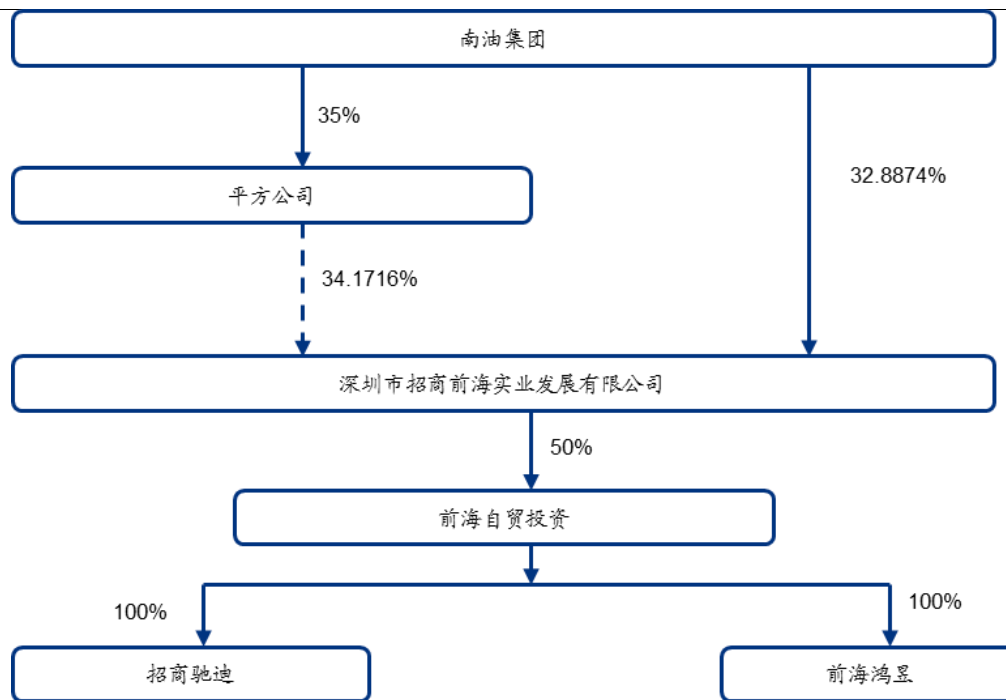 南油集团
35%
32.8874%
平方公司
34.1716%
深圳市招商前海实业发展有限公司
50%
前海自贸投资
100%
100%
招商驰迪
前海鸿昱